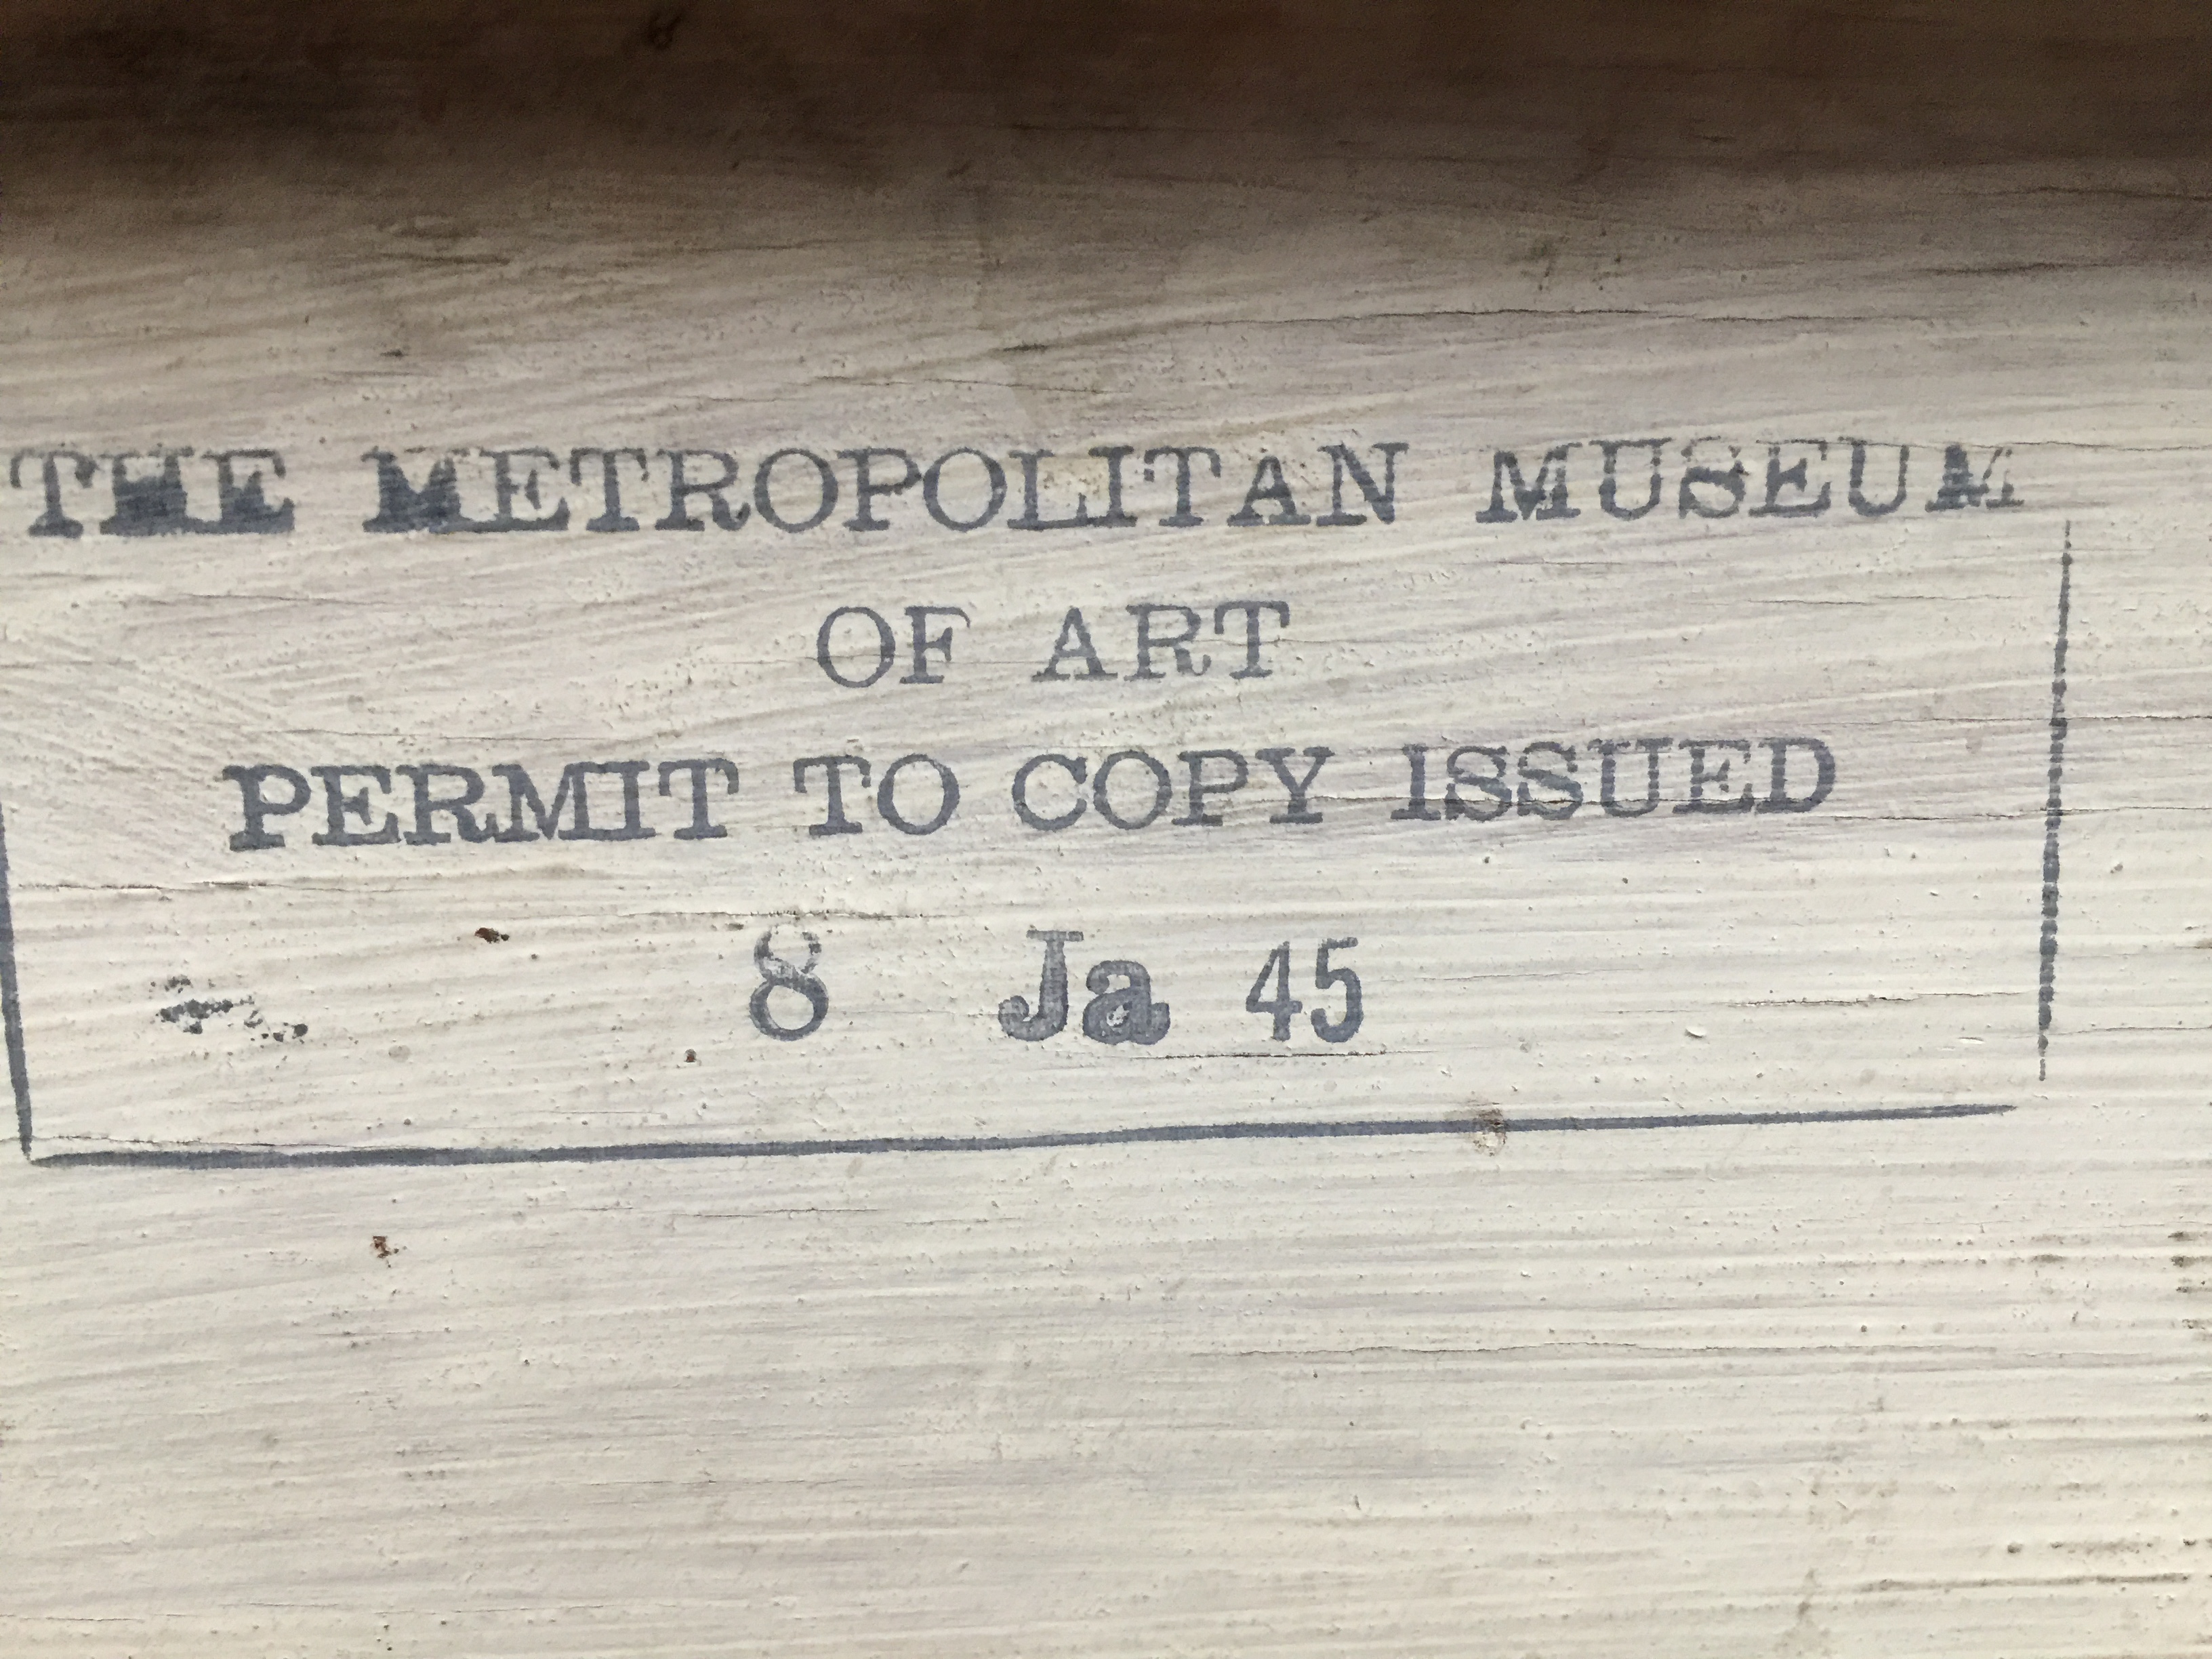 THE METROPOLITAN MUSEUM
OF ART
PERMIT TO COPY ISSUED
8 Ja 45